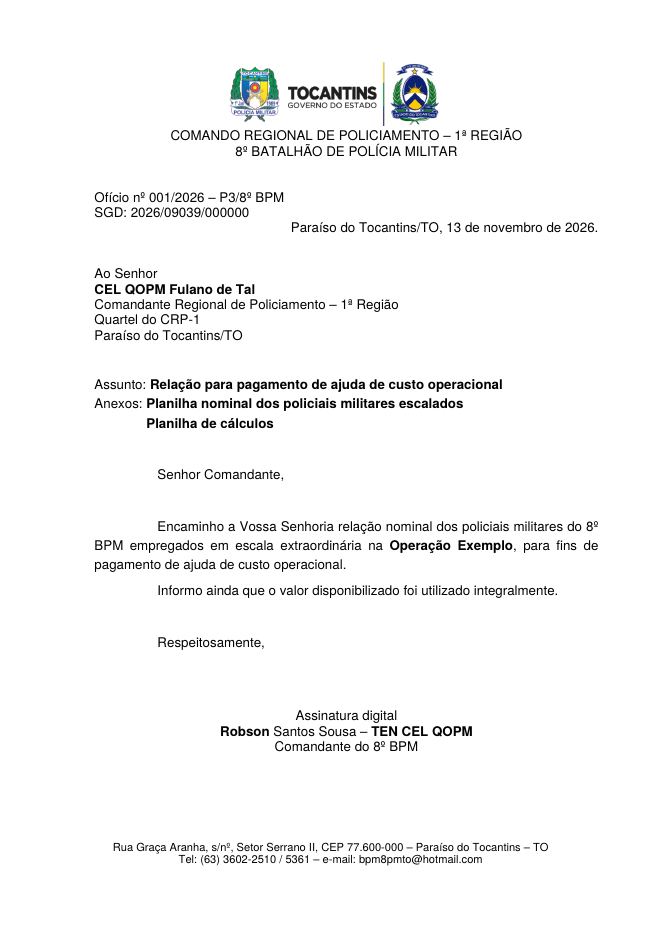 TOCANTINS
POLÍCIA MILITAR
TOCANTINS
GOVERNO DO ESTADO
COMANDO REGIONAL DE POLICIAMENTO – 1ª REGIÃO
8º BATALHÃO DE POLÍCIA MILITAR
Ofício nº 001/2026 – P3/8º BPM
SGD: 2026/09039/000000
Paraíso do Tocantins/TO, 13 de novembro de 2026.
Ao Senhor
CEL QOPM Fulano de Tal
Comandante Regional de Policiamento – 1ª Região
Quartel do CRP-1
Paraíso do Tocantins/TO
Assunto: Relação para pagamento de ajuda de custo operacional
Anexos: Planilha nominal dos policiais militares escalados
Planilha de cálculos
Senhor Comandante,
Encaminho a Vossa Senhoria relação nominal dos policiais militares do 8º
BPM empregados em escala extraordinária na Operação Exemplo, para fins de
pagamento de ajuda de custo operacional.
Informo ainda que o valor disponibilizado foi utilizado integralmente.
Respeitosamente,
Assinatura digital
Robson Santos Sousa – TEN CEL QOPM
Comandante do 8º BPM
Rua Graça Aranha, s/nº, Setor Serrano II, CEP 77.600-000 – Paraíso do Tocantins – TO
Tel: (63) 3602-2510 / 5361 – e-mail: bpm8pmto@hotmail.com